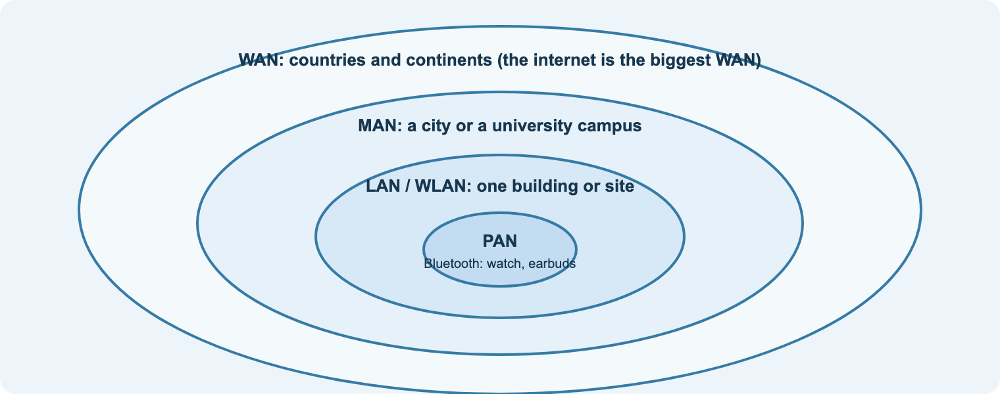 WAN: countries and continents (the internet is the biggest WAN)
MAN: a city or a university campus
LAN / WLAN: one building or site
PAN
Bluetooth: watch, earbuds